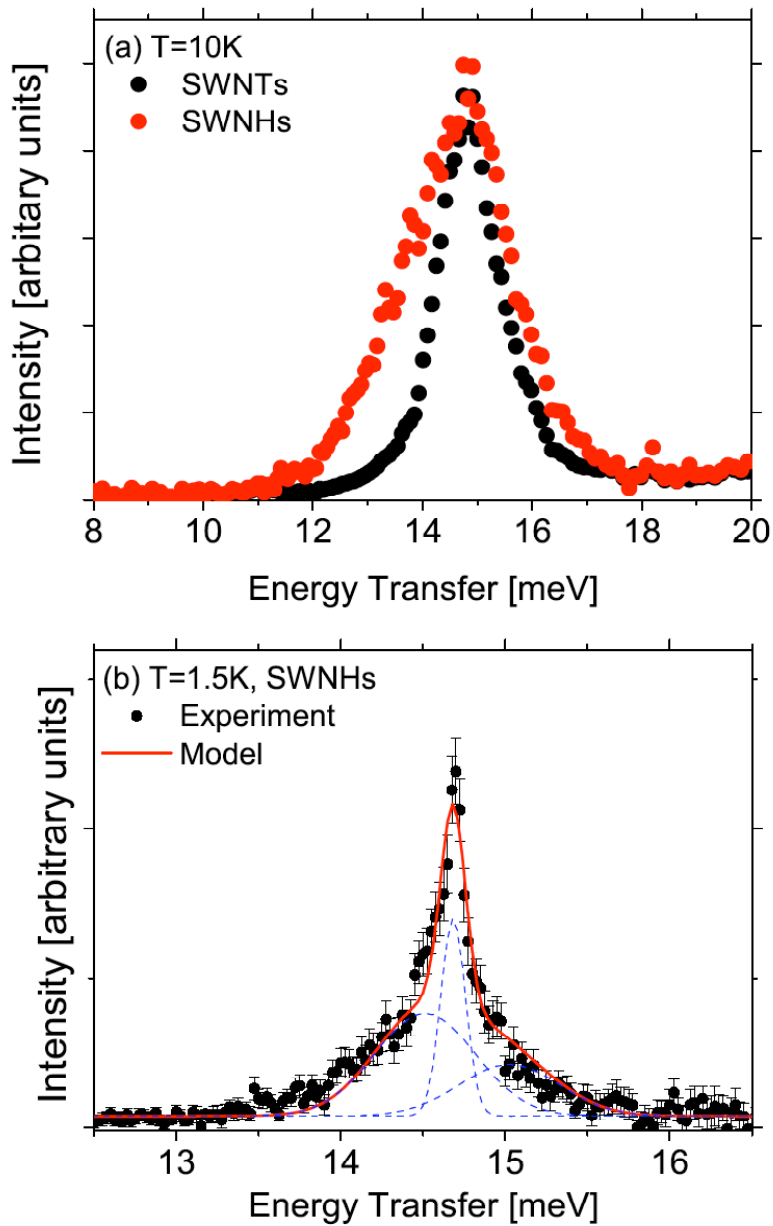 (a) T=10K
SWNTs
SWNHs
Intensity [arbitary units]
8 10 12 14 16 18 20
Energy Transfer [meV]
(b) T=1.5K, SWNHs
Experiment
Model
Intensity [arbitrary units]
13 14 15 16
Energy Transfer [meV]